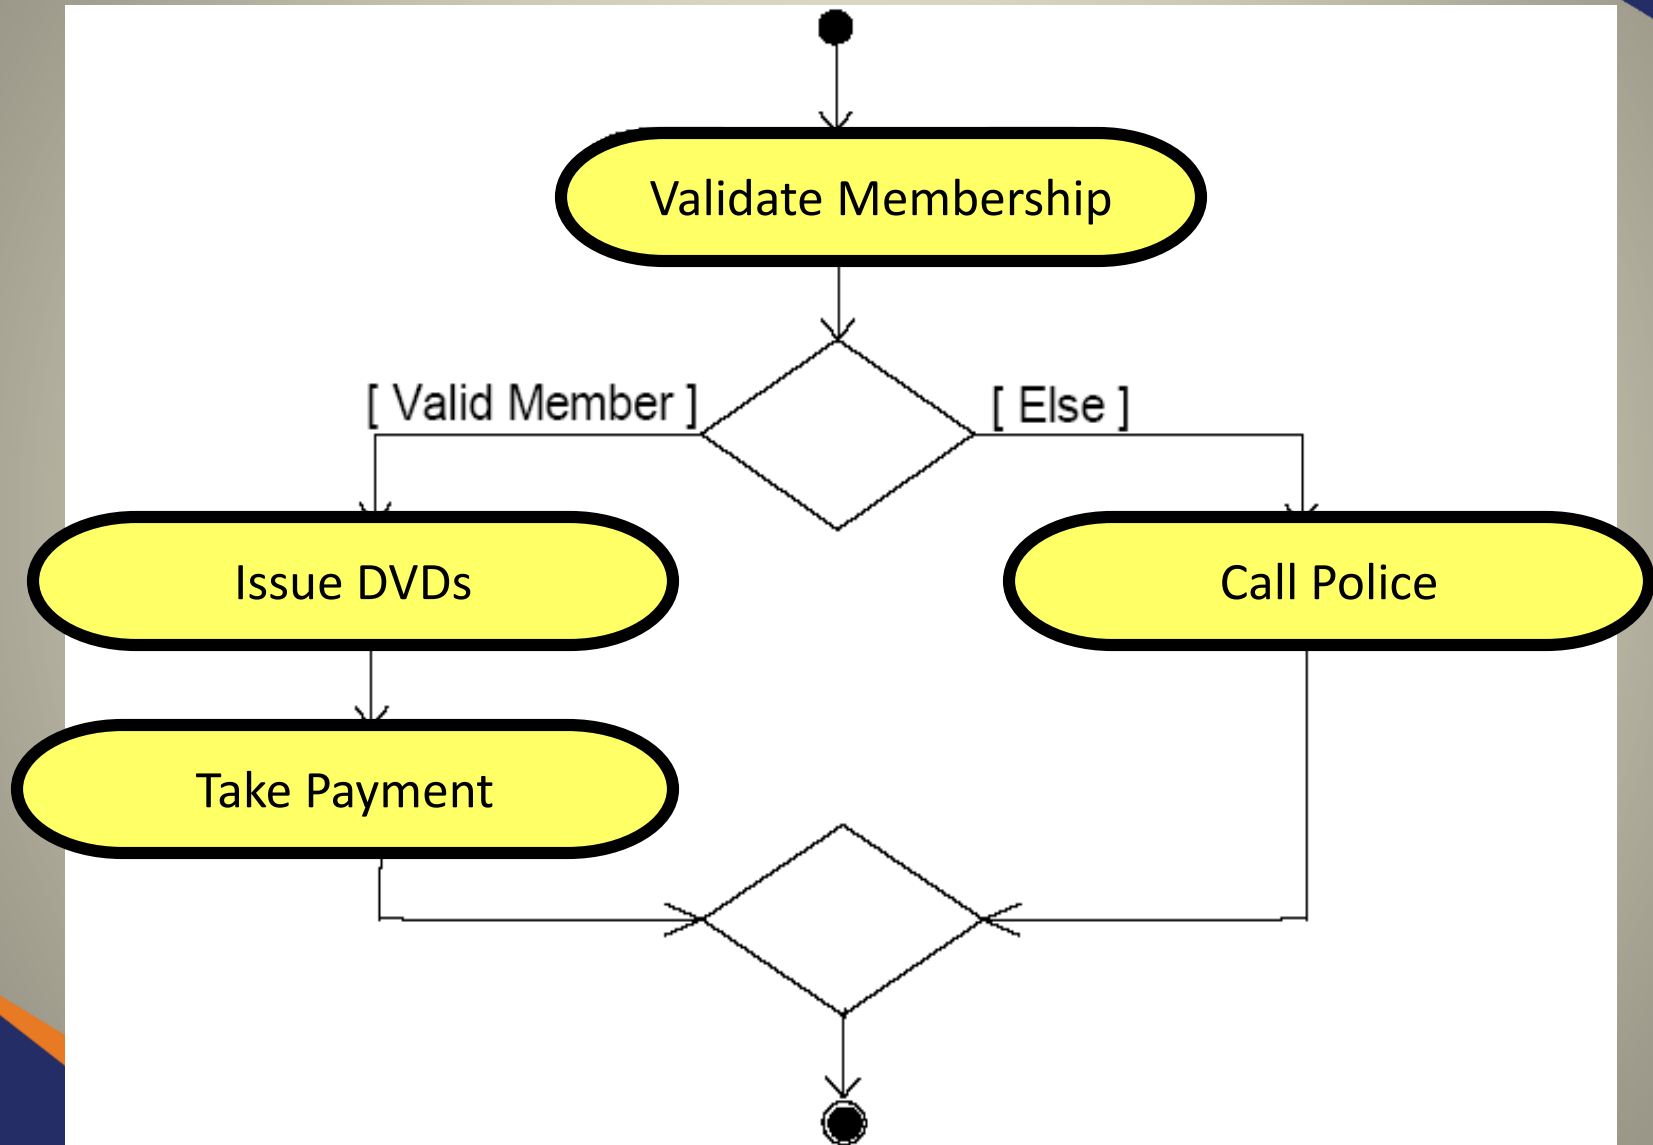 Validate Membership
[ Valid Member ]
[ Else ]
Issue DVDs
Call Police
Take Payment